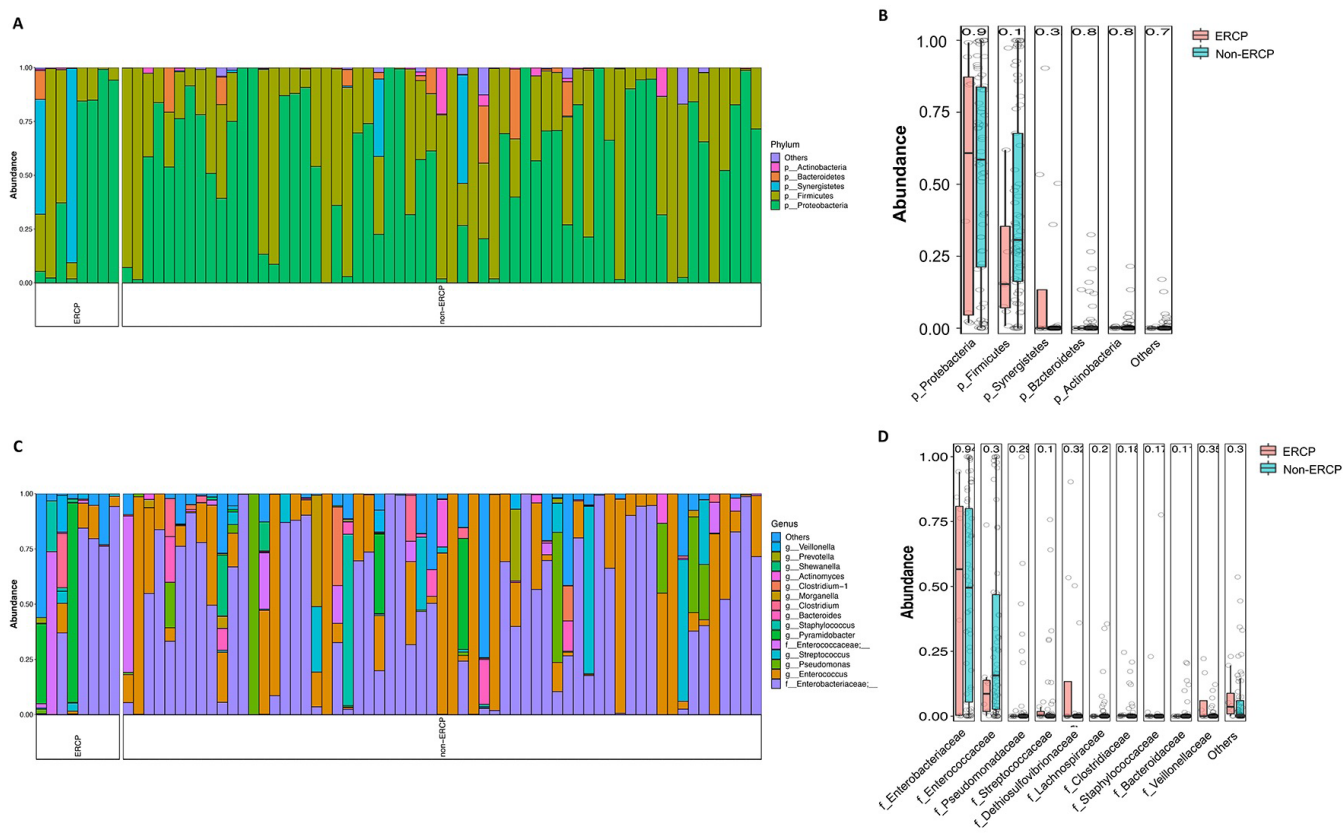 A
1.00
0.75
0.50
0.25
0.00
Abundance
ERCP
non-ERCP
Phylum
Others
p__Actinobacteria
p__Bacteroidetes
p__Synergistetes
p__Firmicutes
p__Proteobacteria
B
1.00
0.75
0.50
0.25
0.00
Abundance
0.9
0.1
0.3
0.8
0.8
0.7
p_Protebacteria
p_Firmicutes
p_Synergistetes
p_Bzcteroidetes
p_Actinobacteria
Others
ERCP
Non-ERCP
C
1.00
0.75
0.50
0.25
0.00
Abundance
ERCP
non-ERCP
Genus
Others
g__Veillonella
g__Prevotella
g__Shewanella
g__Actinomyces
g__Clostridium-1
g__Morganella
g__Clostridium
g__Bacteroides
g__Staphylococcus
g__Pyramidobacter
f__Enterococcaceae;__
g__Streptococcus
g__Pseudomonas
g__Enterococcus
f__Enterobacteriaceae;__
D
1.00
0.75
0.50
0.25
0.00
Abundance
0.94
0.3
0.29
0.1
0.32
0.2
0.18
0.17
0.1
0.35
0.3
f_Enterobacteriaceae
f_Enterococcaceae
f_Pseudomonadaceae
f_Streptococcaceae
f_Dethiosulfovibrionaceae
f_Lachnospiraceae
f_Clostridiaceae
f_Staphylococcaceae
f_Bacteroidaceae
f_Veillonellaceae
Others
ERCP
Non-ERCP